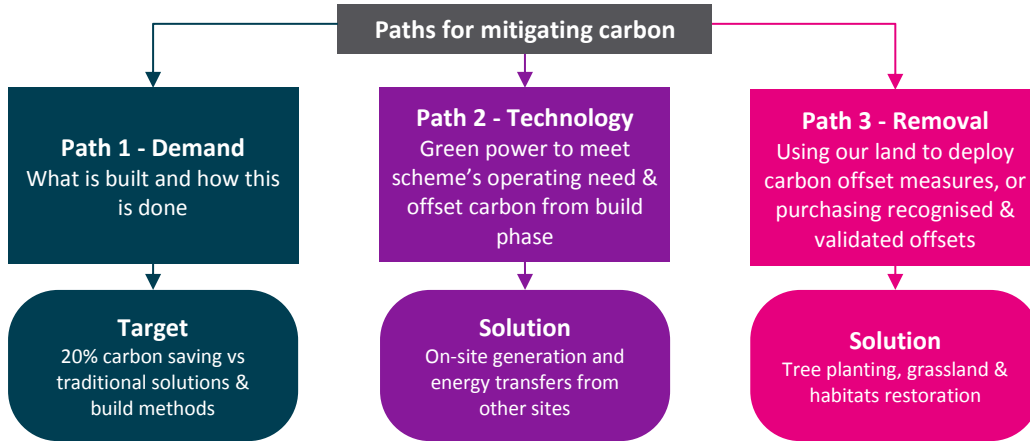 Paths for mitigating carbon
Path 1 - Demand
What is built and how this
is done
Target
20% carbon saving vs
traditional solutions &
build methods
Path 2 - Technology
Green power to meet
scheme’s operating need &
offset carbon from build
phase
Solution
On-site generation and
energy transfers from
other sites
Path 3 - Removal
Using our land to deploy
carbon offset measures, or
purchasing recognised &
validated offsets
Solution
Tree planting, grassland &
habitats restoration